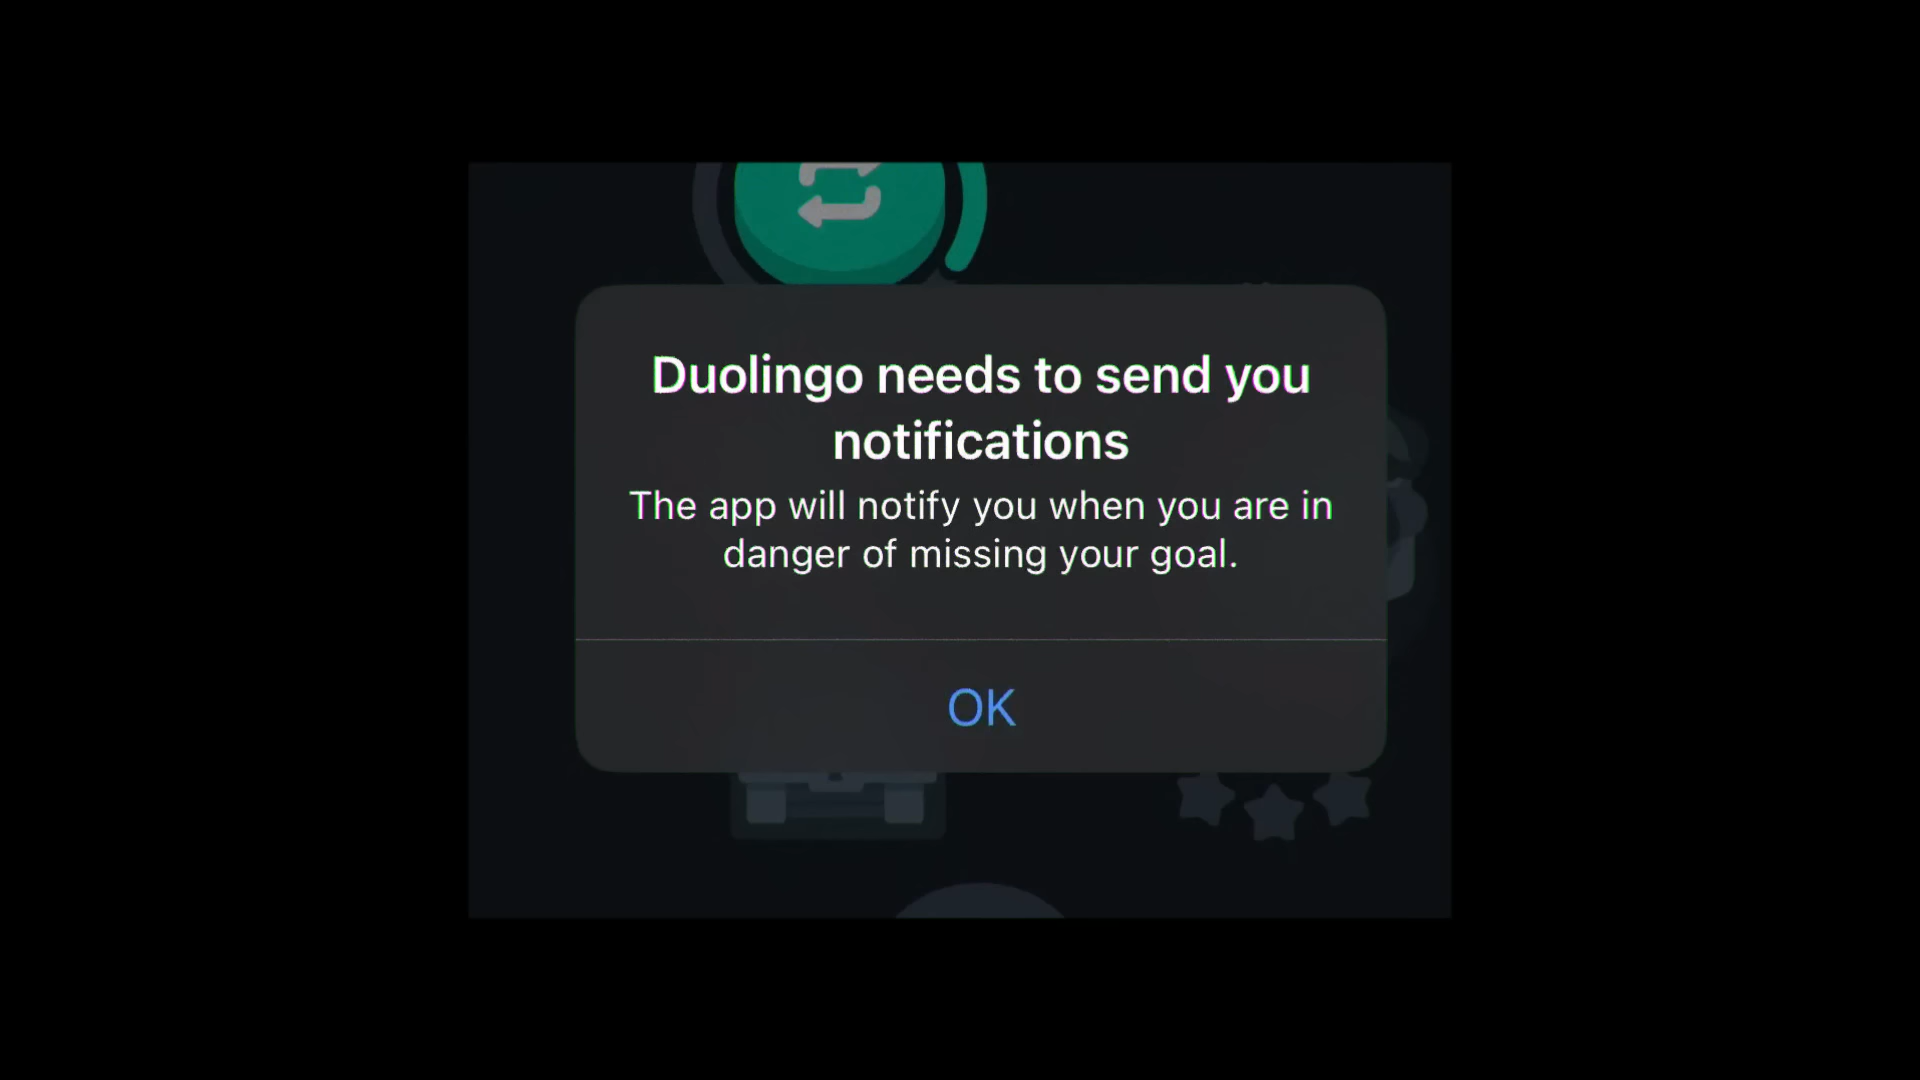 Duolingo needs to send you
notifications
The app will notify you when you are in
danger of missing your goal.
OK